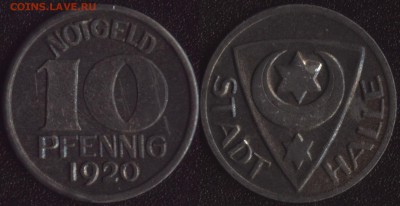 COINS.LAVE.RU
NOTGELD
10
PFENNIG
1920
STADT HALLE